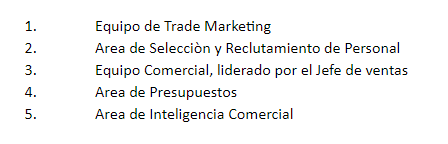 1. Equipo de Trade Marketing
2. Area de Selecciòn y Reclutamiento de Personal
3. Equipo Comercial, liderado por el Jefe de ventas
4. Area de Presupuestos
5. Area de Inteligencia Comercial